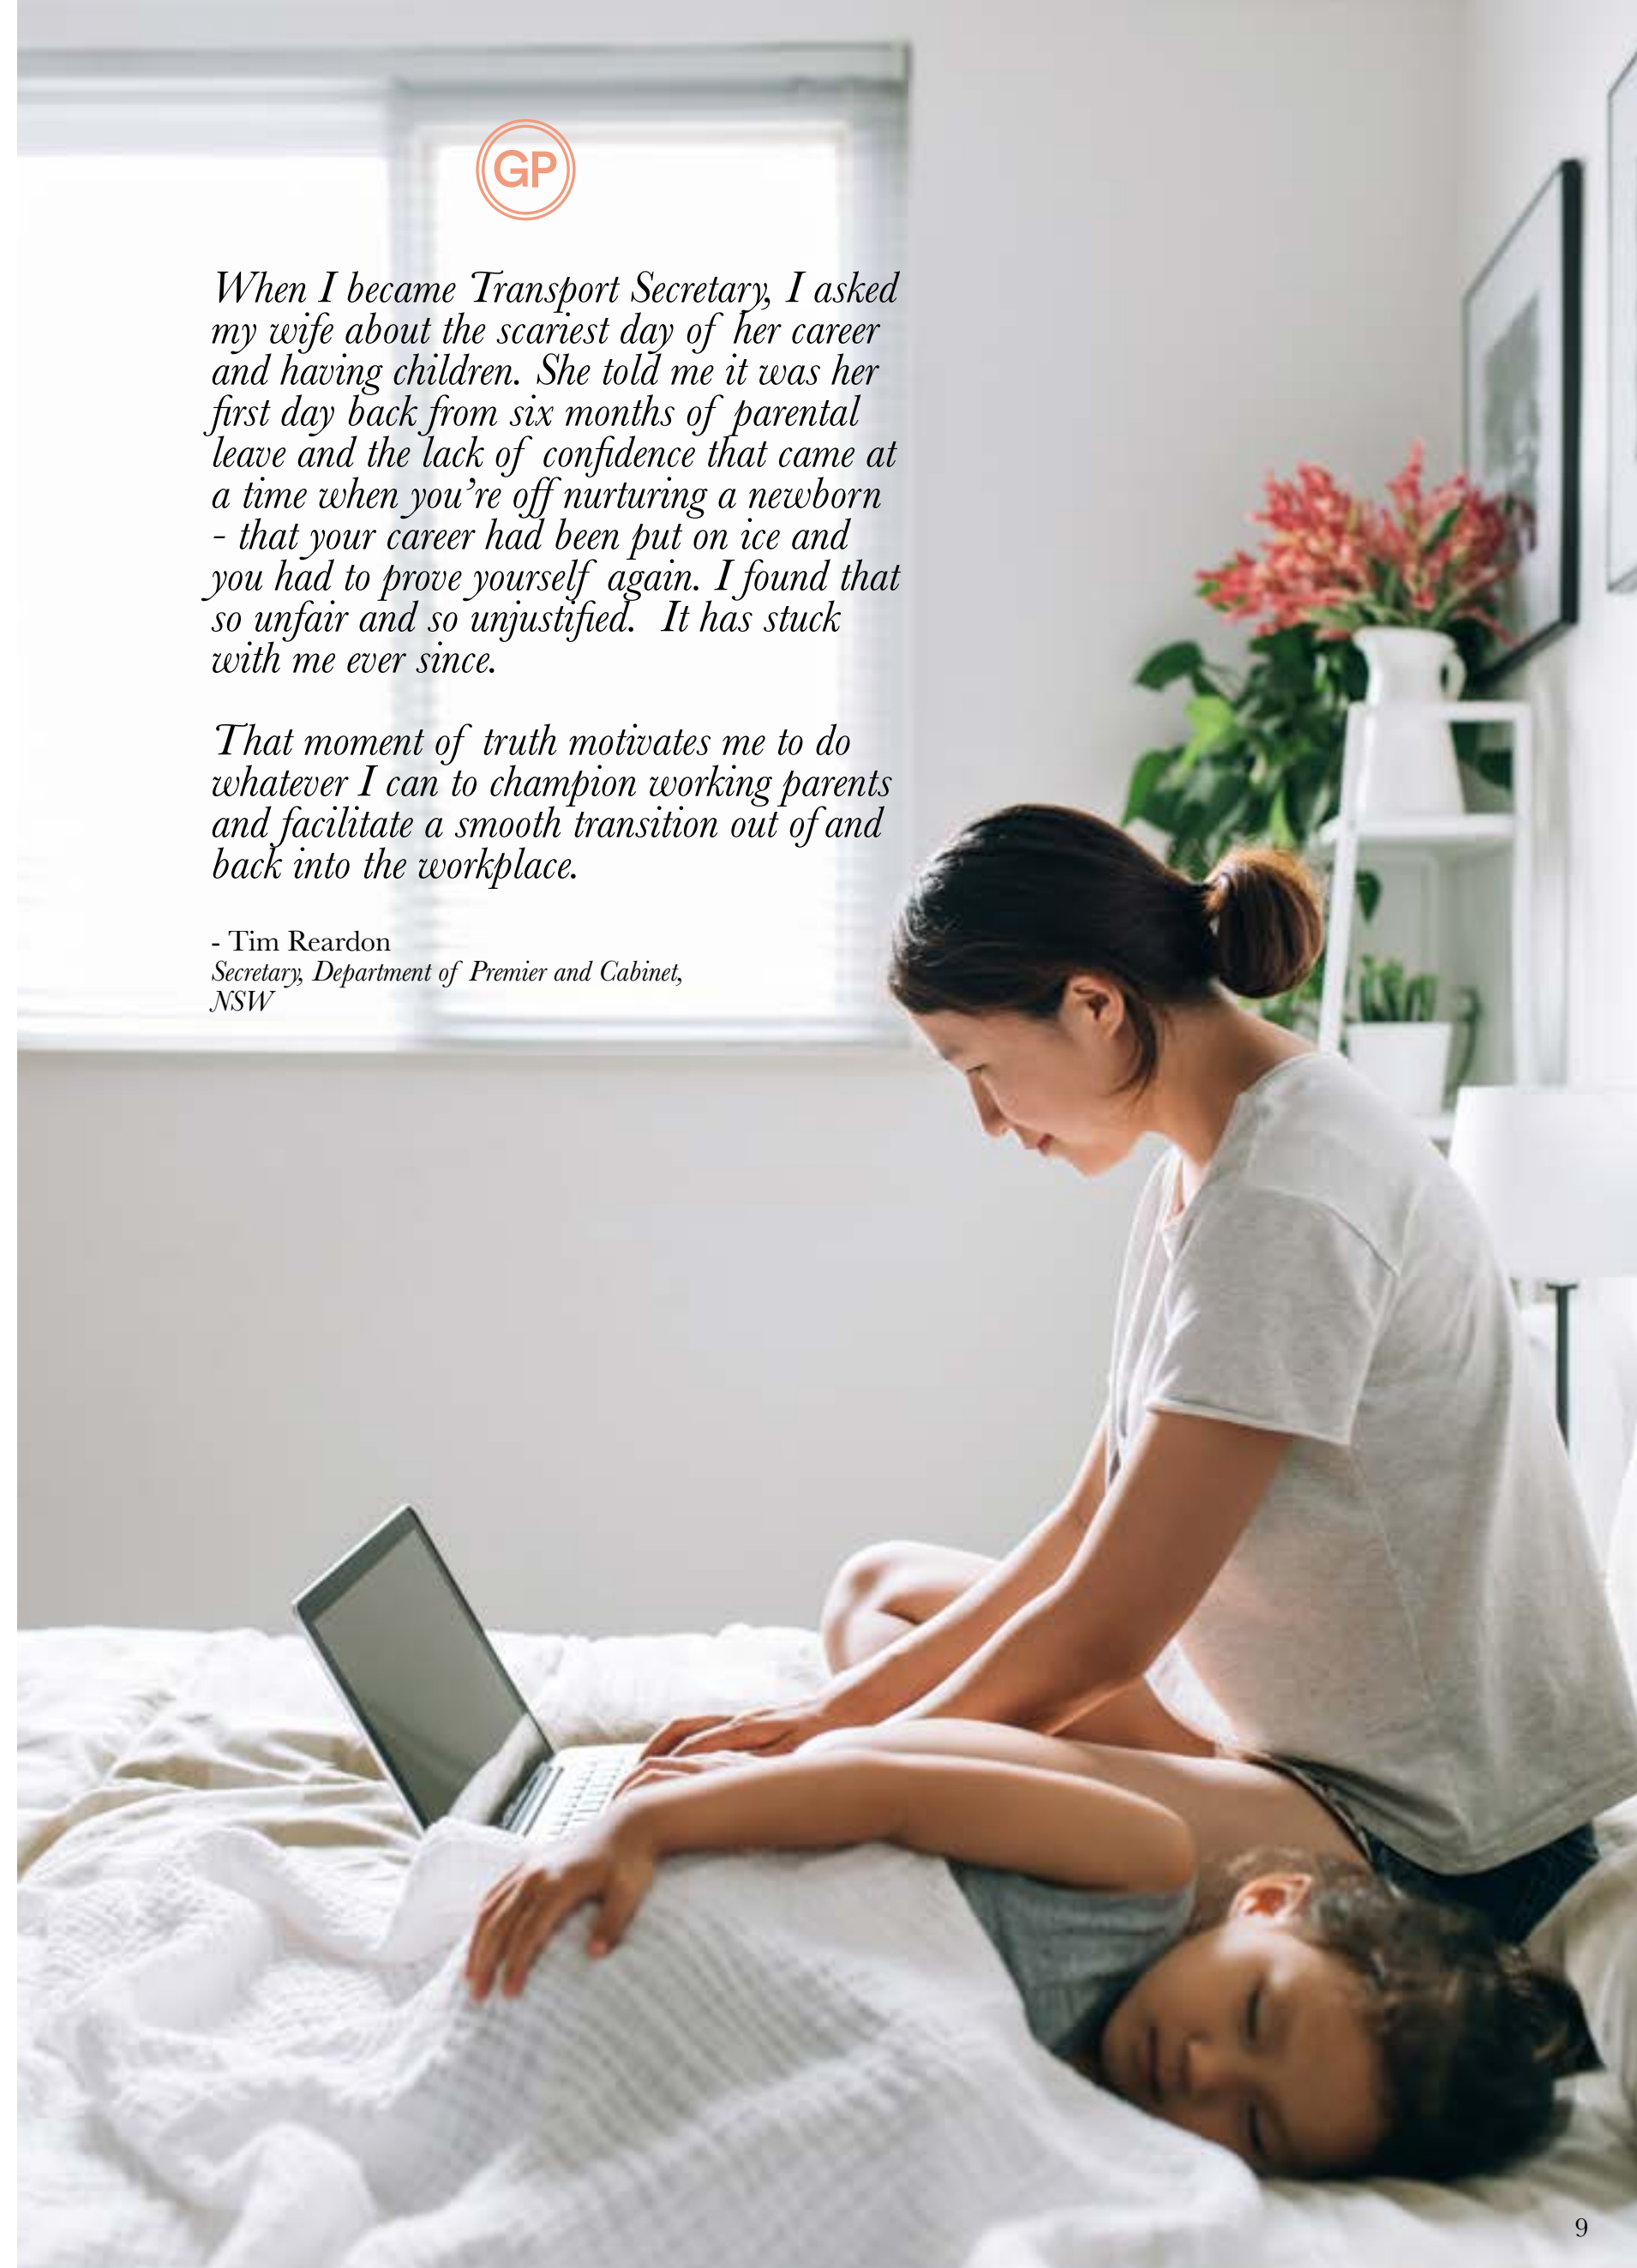 GP
When I became Transport Secretary, I asked
my wife about the scariest day of her career
and having children. She told me it was her
first day back from six months of parental
leave and the lack of confidence that came at
a time when you're off nurturing a newborn
- that your career had been put on ice and
you had to prove yourself again. I found that
so unfair and so unjustified. It has stuck
with me ever since.
That moment of truth motivates me to do
whatever I can to champion working parents
and facilitate a smooth transition out of and
back into the workplace.
- Tim Reardon
Secretary, Department of Premier and Cabinet,
NSW
9